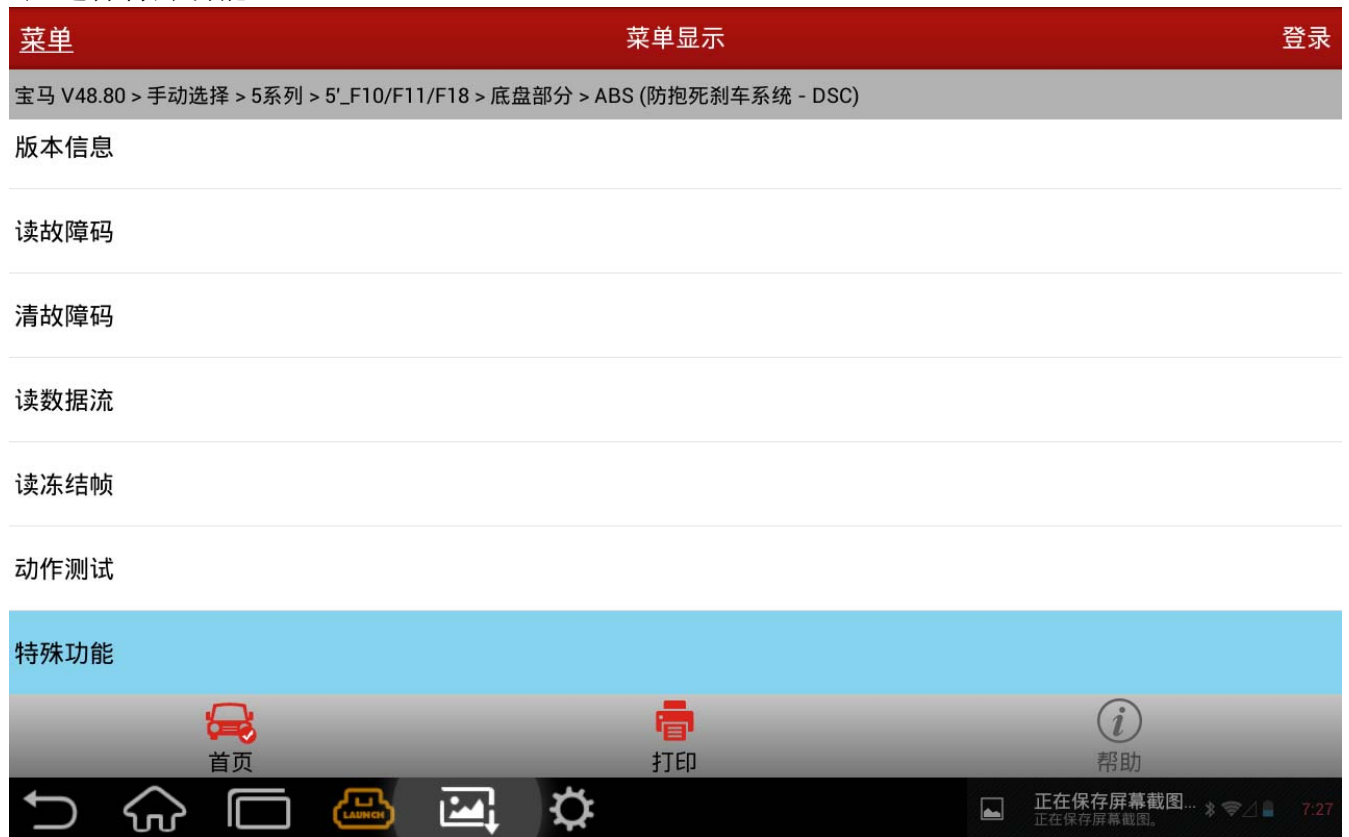 菜单
菜单显示
登录
宝马 V48.80 > 手动选择 > 5系列 > 5'_F10/F11/F18 > 底盘部分 > ABS (防抱死刹车系统 - DSC)
版本信息
读故障码
清故障码
读数据流
读冻结帧
动作测试
特殊功能
首页
打印
帮助
LAUNCH
正在保存屏幕截图...
正在保存屏幕截图。
7:27